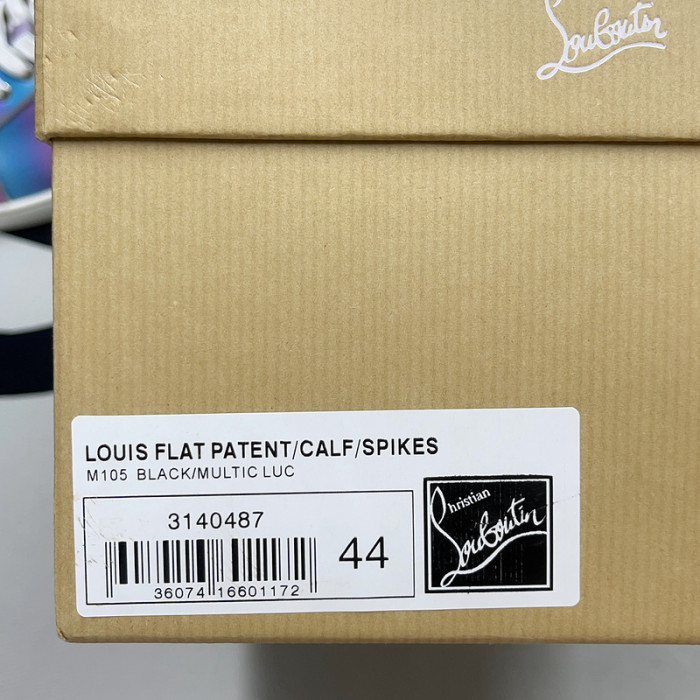 Louboutin
LOUIS FLAT PATENT/CALF/SPIKES
M105 BLACK/MULTIC LUC
3140487
44
36074 16601172
Christian
Louboutin